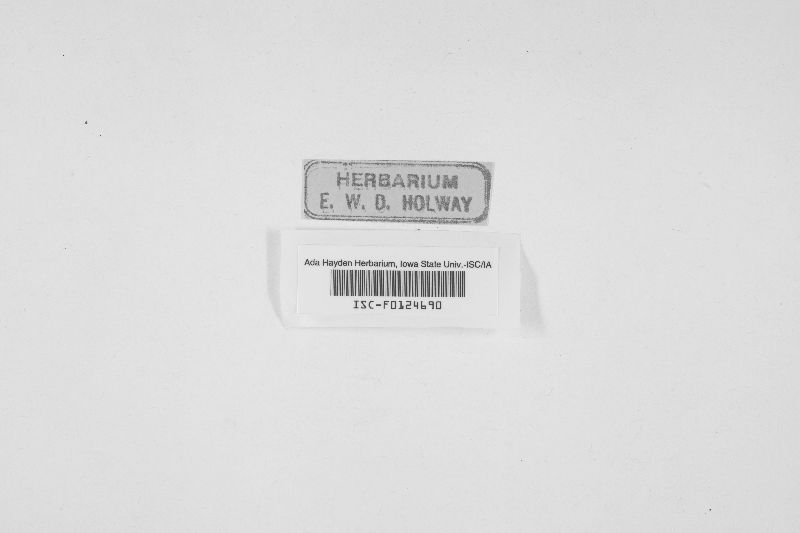 HERBARIUM
E. W. D. HOLWAY
Ada Hayden Herbarium, Iowa State Univ.-ISC/IA
ISC-F0124690